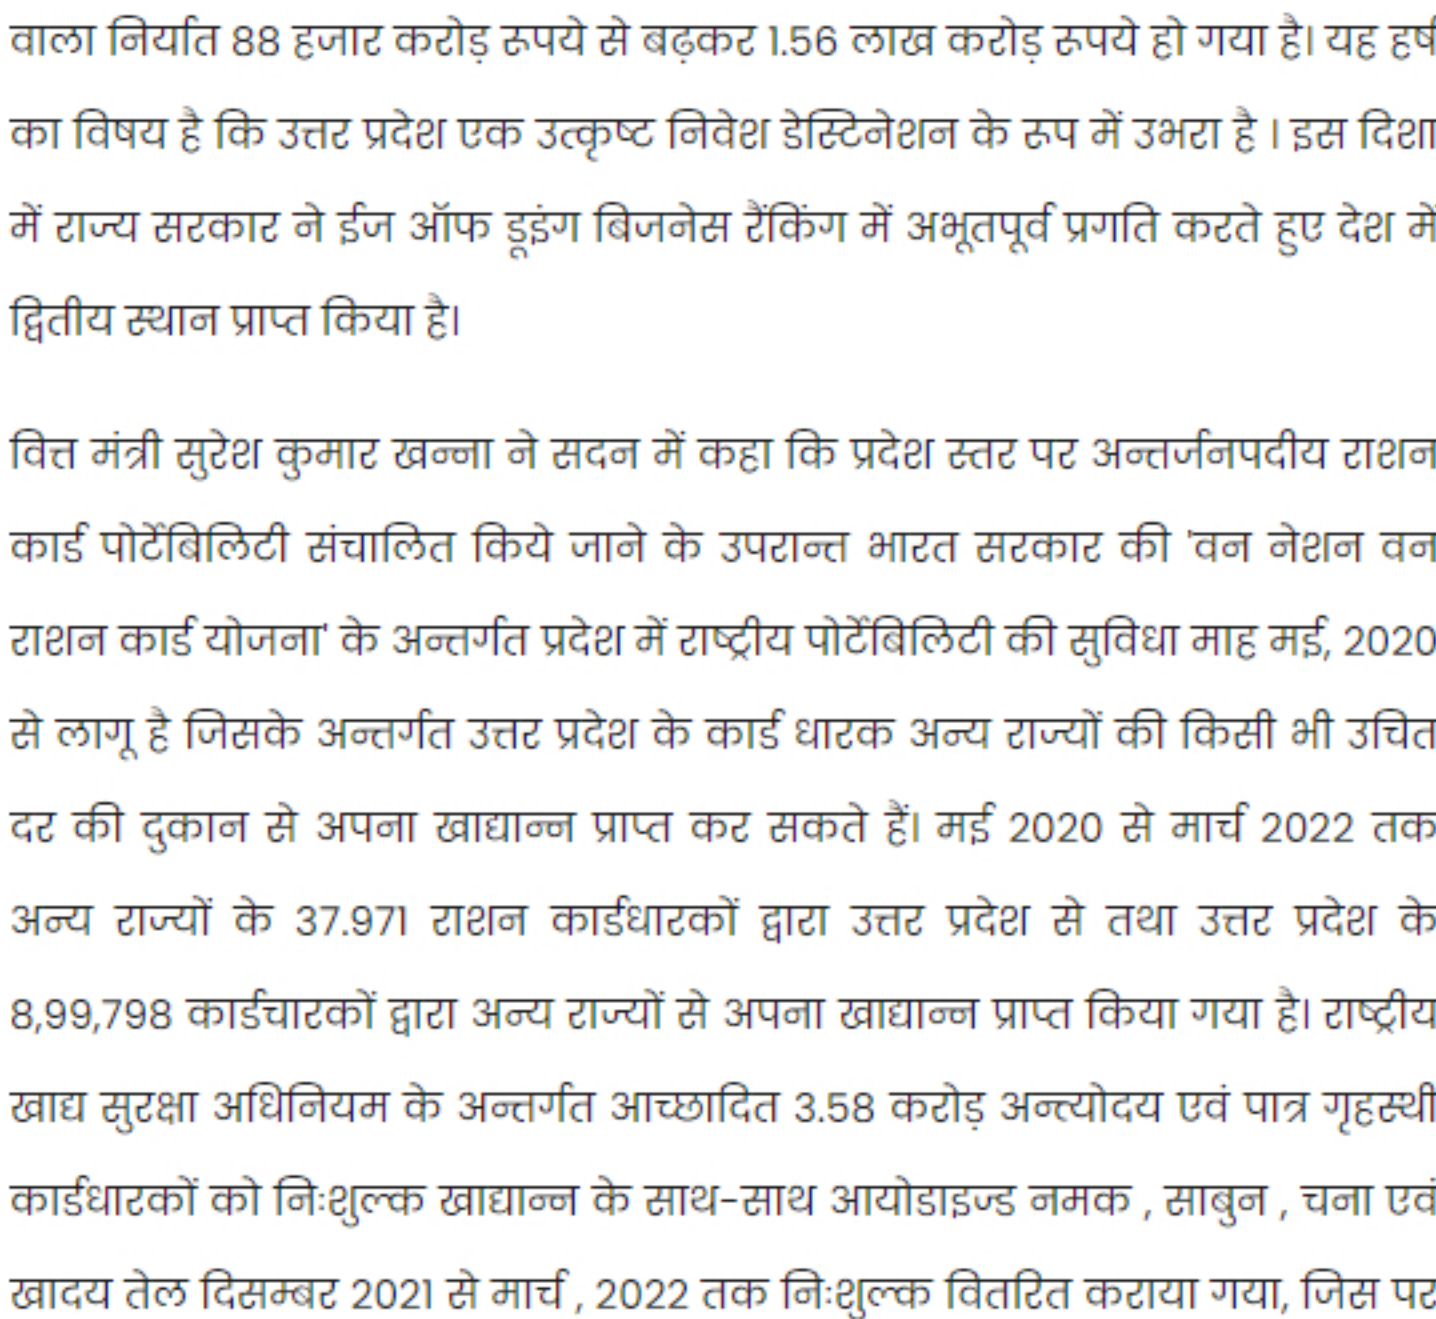 वाला निर्यात 88 हजार करोड़ रूपये से बढ़कर 1.56 लाख करोड़ रूपये हो गया है। यह हर्ष
का विषय है कि उत्तर प्रदेश एक उत्कृष्ट निवेश डेस्टिनेशन के रूप में उभरा है । इस दिशा
में राज्य सरकार ने ईज ऑफ डूइंग बिजनेस रैंकिंग में अभूतपूर्व प्रगति करते हुए देश में
द्वितीय स्थान प्राप्त किया है।
वित्त मंत्री सुरेश कुमार खन्ना ने सदन में कहा कि प्रदेश स्तर पर अन्तर्जनपदीय राशन
कार्ड पोर्टेबिलिटी संचालित किये जाने के उपरान्त भारत सरकार की 'वन नेशन वन
राशन कार्ड योजना' के अन्तर्गत प्रदेश में राष्ट्रीय पोर्टेबिलिटी की सुविधा माह मई, 2020
से लागू है जिसके अन्तर्गत उत्तर प्रदेश के कार्ड धारक अन्य राज्यों की किसी भी उचित
दर की दुकान से अपना खाद्यान्न प्राप्त कर सकते हैं। मई 2020 से मार्च 2022 तक
अन्य राज्यों के 37.971 राशन कार्डधारकों द्वारा उत्तर प्रदेश से तथा उत्तर प्रदेश के
8,99,798 कार्डचारकों द्वारा अन्य राज्यों से अपना खाद्यान्न प्राप्त किया गया है। राष्ट्रीय
खाद्य सुरक्षा अधिनियम के अन्तर्गत आच्छादित 3.58 करोड़ अन्त्योदय एवं पात्र गृहस्थी
कार्डधारकों को निःशुल्क खाद्यान्न के साथ-साथ आयोडाइज्ड नमक , साबुन , चना एवं
खादय तेल दिसम्बर 2021 से मार्च , 2022 तक निःशुल्क वितरित कराया गया, जिस पर